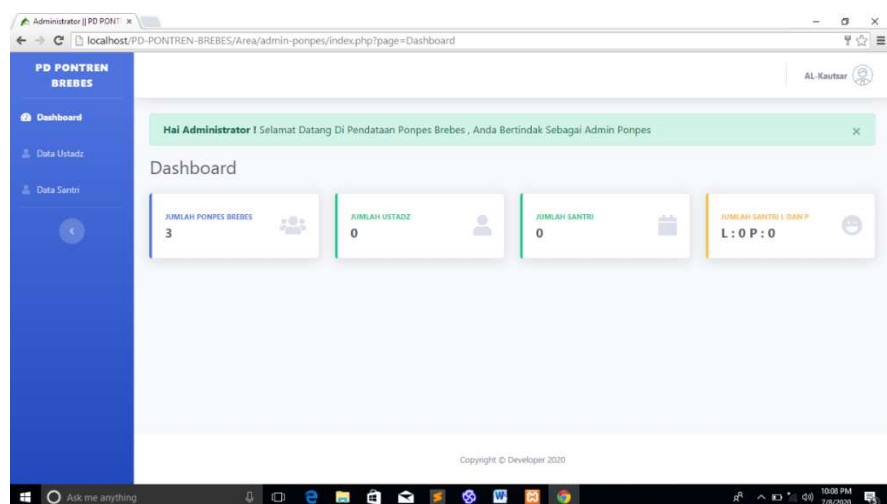 Administrator || PD PONT
localhost/PD-PONTREN-BREBES/Area/admin-ponpes/index.php?page=Dashboard
PD PONTREN
BREBES
AL-Kautsar
Dashboard
Hai Administrator ! Selamat Datang Di Pendataan Ponpes Brebes , Anda Bertindak Sebagai Admin Ponpes
Data Ustadz
Dashboard
Data Santri
JUMLAH PONPES BREBES
3
JUMLAH USTADZ
0
JUMLAH SANTRI
0
JUMLAH SANTRI L DAN P
L : 0 P : 0
Copyright © Developer 2020
Ask me anything
10:08 PM
7/8/2020